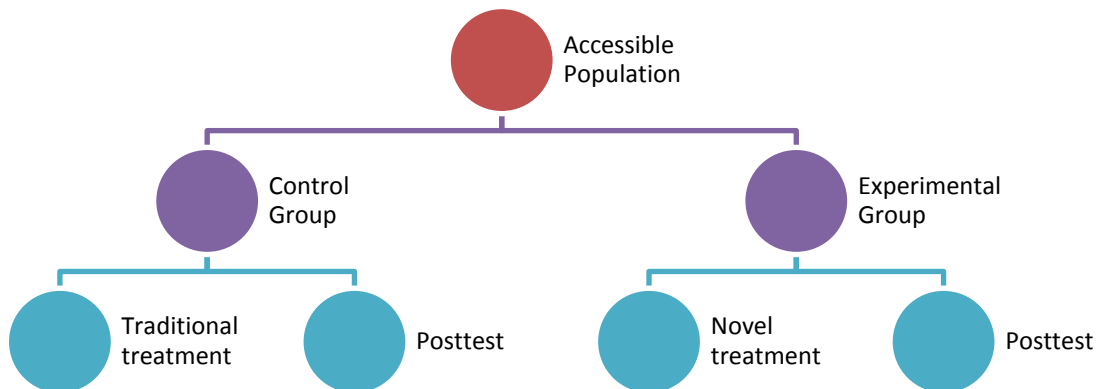 Accessible
Population
Control
Group
Experimental
Group
Traditional
treatment
Posttest
Novel
treatment
Posttest